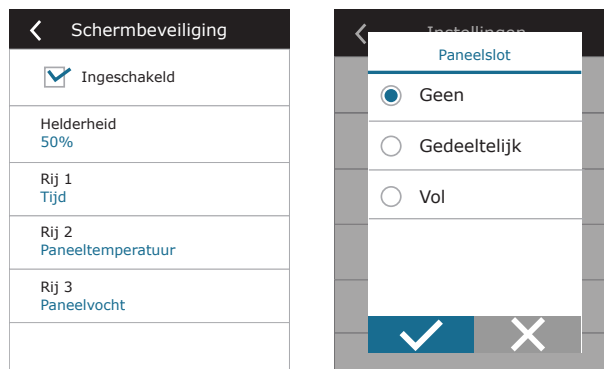 Schermbeveiliging
Ingeschakeld
Helderheid
50%
Rij 1
Tijd
Rij 2
Paneeltemperatuur
Rij 3
Paneelvocht
Instellingen
Paneelslot
Geen
Gedeeltelijk
Vol